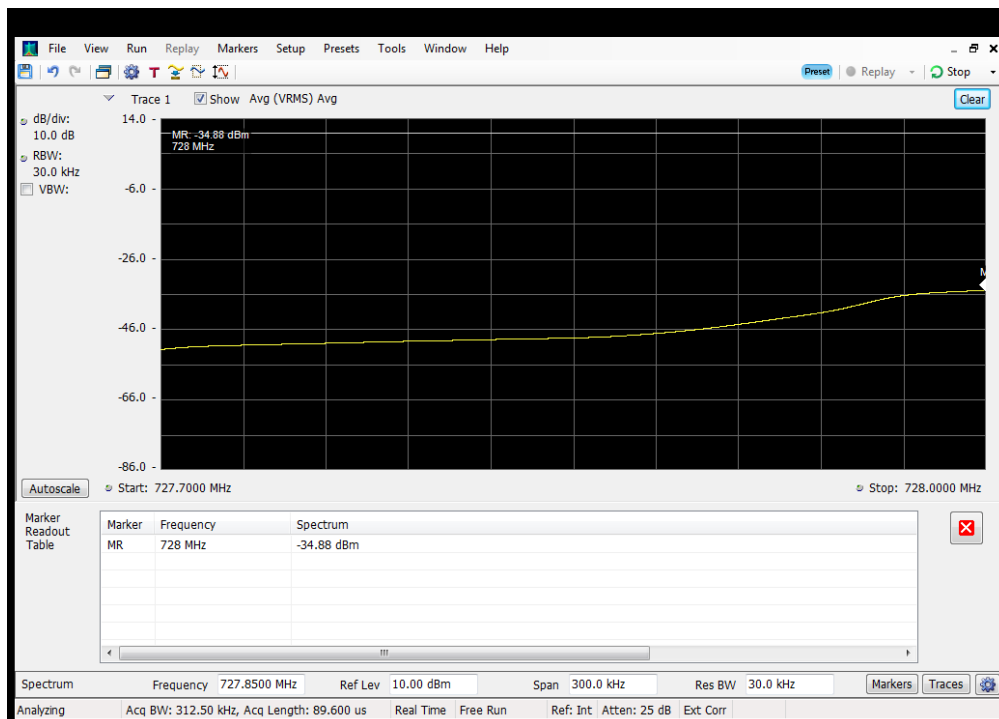 File View Run Replay Markers Setup Presets Tools Window Help
T Preset Replay Stop
Trace 1 Show Avg (VRMS) Avg Clear
dB/div:
10.0 dB
RBW:
30.0 kHz
VBW:
14.0
-6.0
-26.0
-46.0
-66.0
-86.0
MR: -34.88 dBm
728 MHz
M
Autoscale Start: 727.7000 MHz Stop: 728.0000 MHz
Marker
Readout
Table
Marker Frequency Spectrum
MR 728 MHz -34.88 dBm
Spectrum Frequency 727.8500 MHz Ref Lev 10.00 dBm Span 300.0 kHz Res BW 30.0 kHz Markers Traces
Analyzing Acq BW: 312.50 kHz, Acq Length: 89.600 us Real Time Free Run Ref: Int Atten: 25 dB Ext Corr